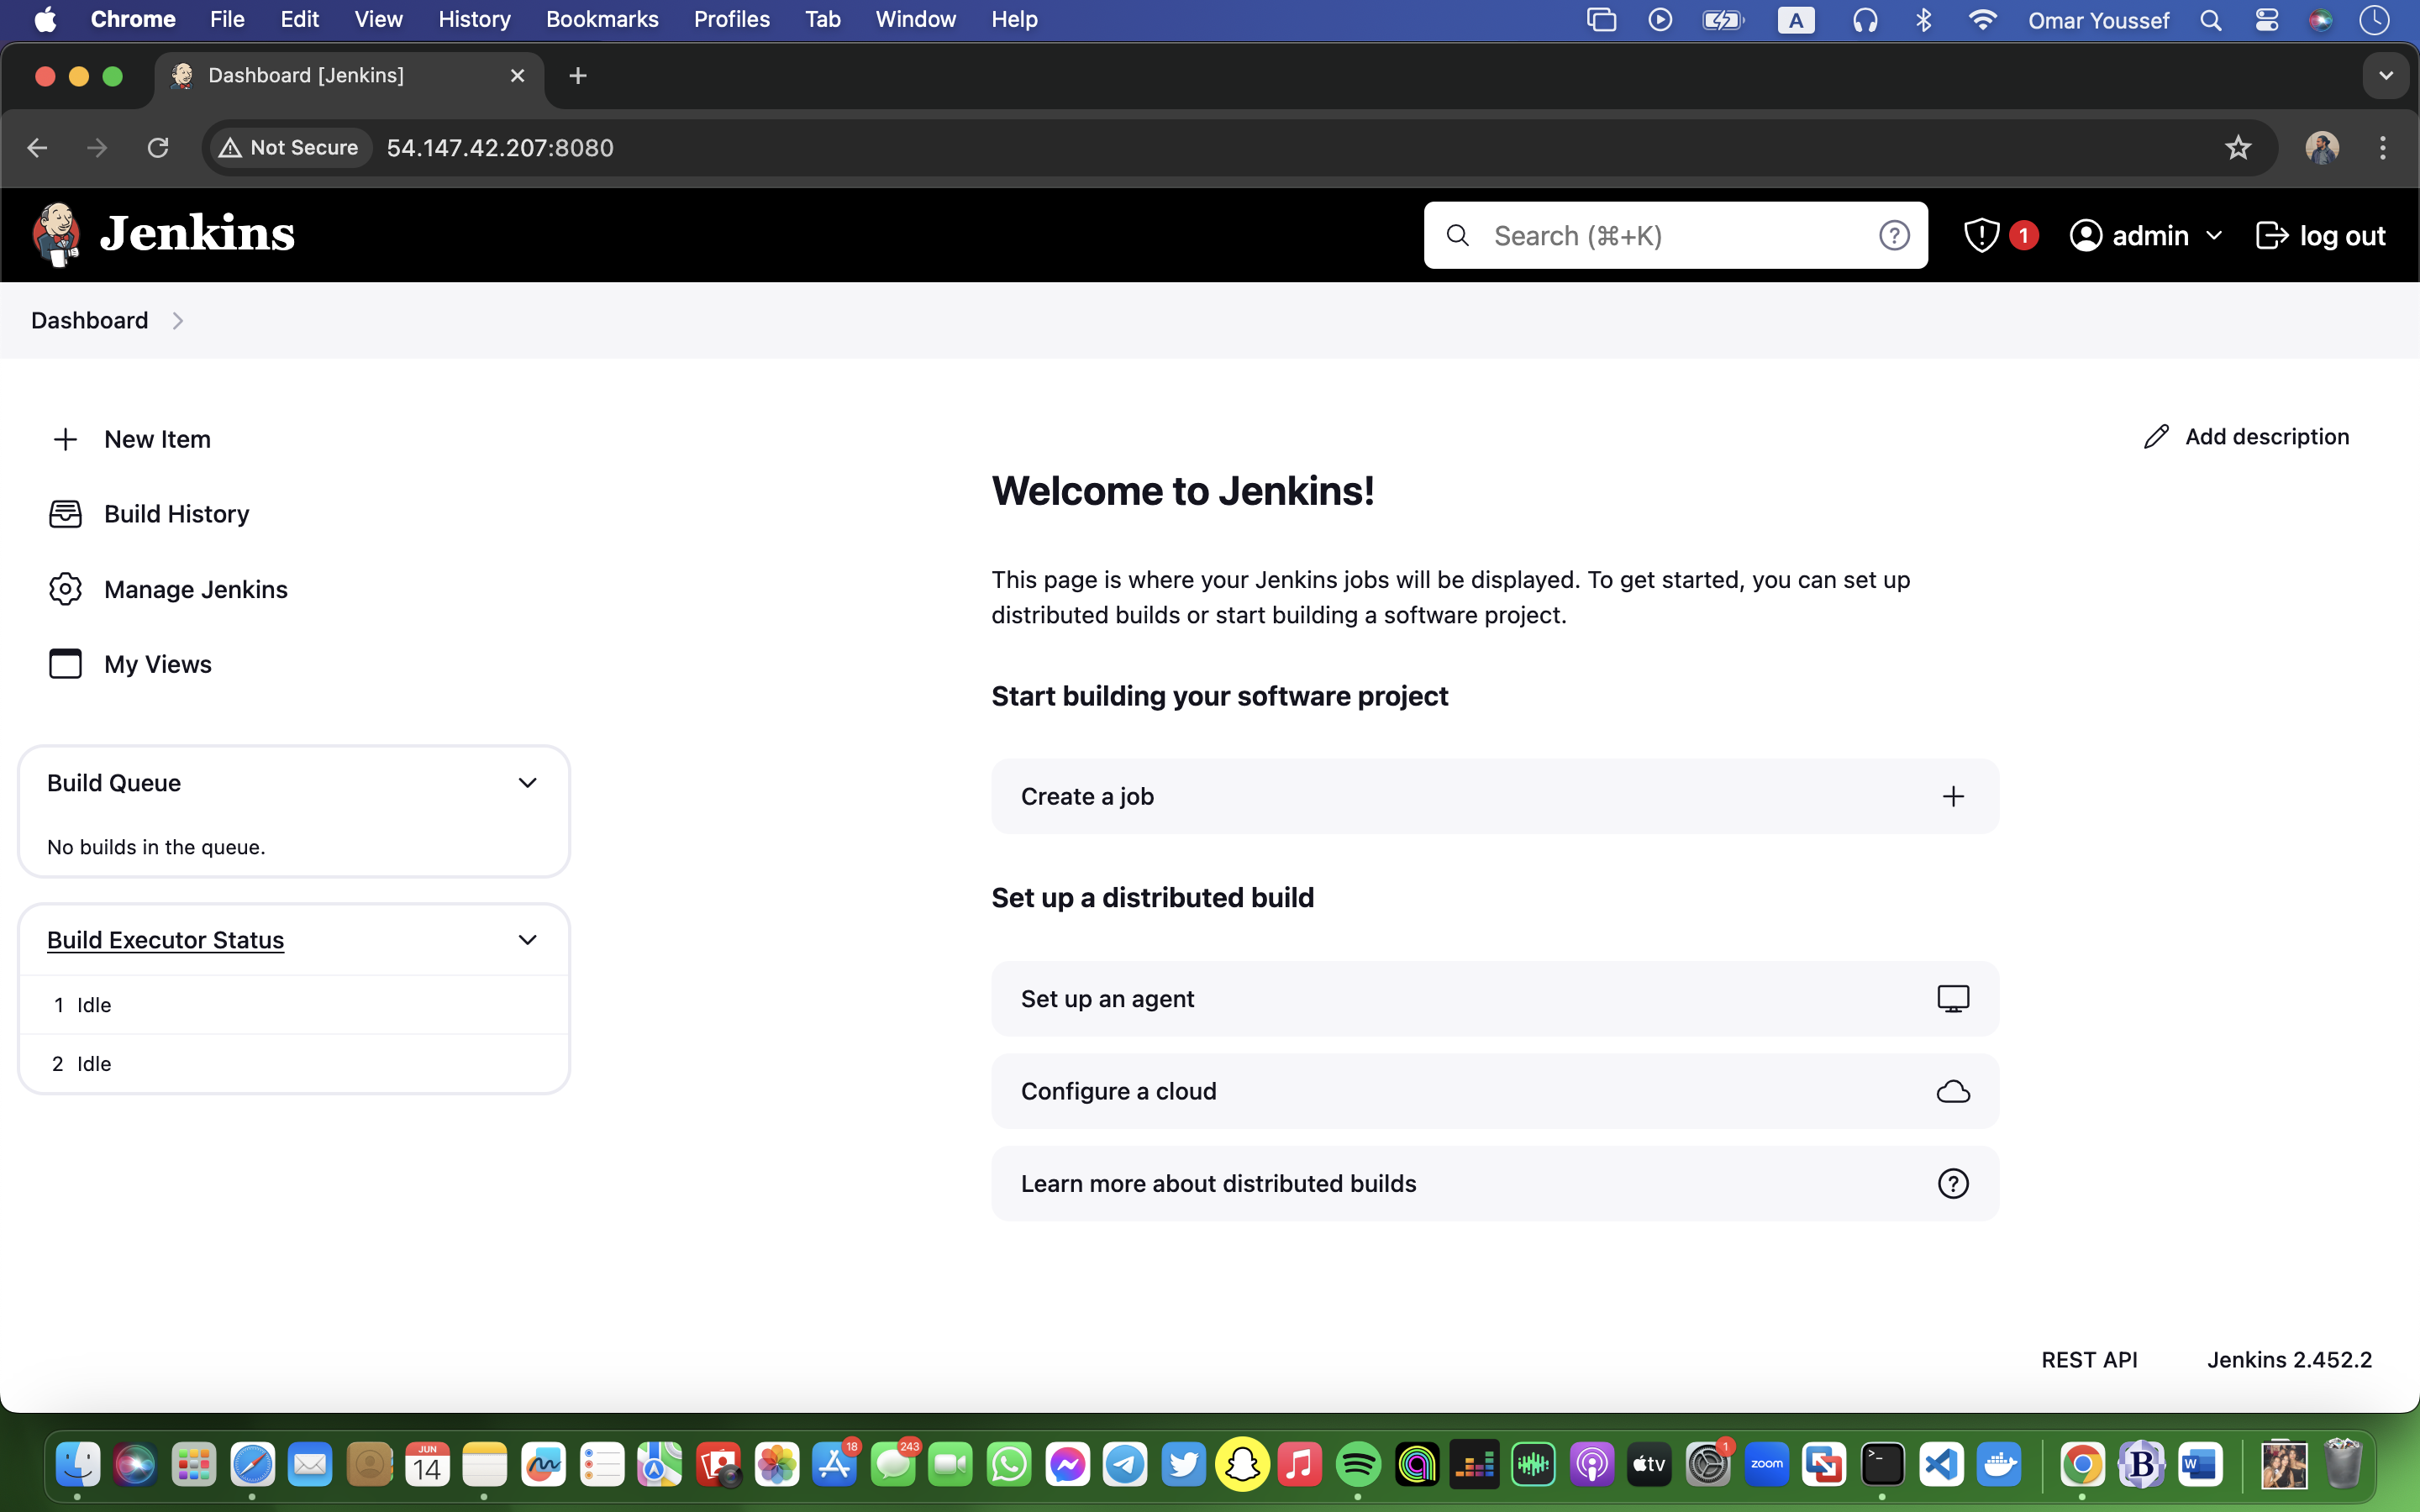 Chrome File Edit View History Bookmarks Profiles Tab Window Help A Omar Youssef
Dashboard [Jenkins]
Not Secure 54.147.42.207:8080
Jenkins Search (⌘+K) ? 1 admin log out
Dashboard
New Item
Build History
Manage Jenkins
My Views
Build Queue
No builds in the queue.
Build Executor Status
1 Idle
2 Idle
Add description
Welcome to Jenkins!
This page is where your Jenkins jobs will be displayed. To get started, you can set up
distributed builds or start building a software project.
Start building your software project
Create a job
Set up a distributed build
Set up an agent
Configure a cloud
Learn more about distributed builds ?
REST API Jenkins 2.452.2
JUN
14
18
243
tv
1
zoom
>_
B
W